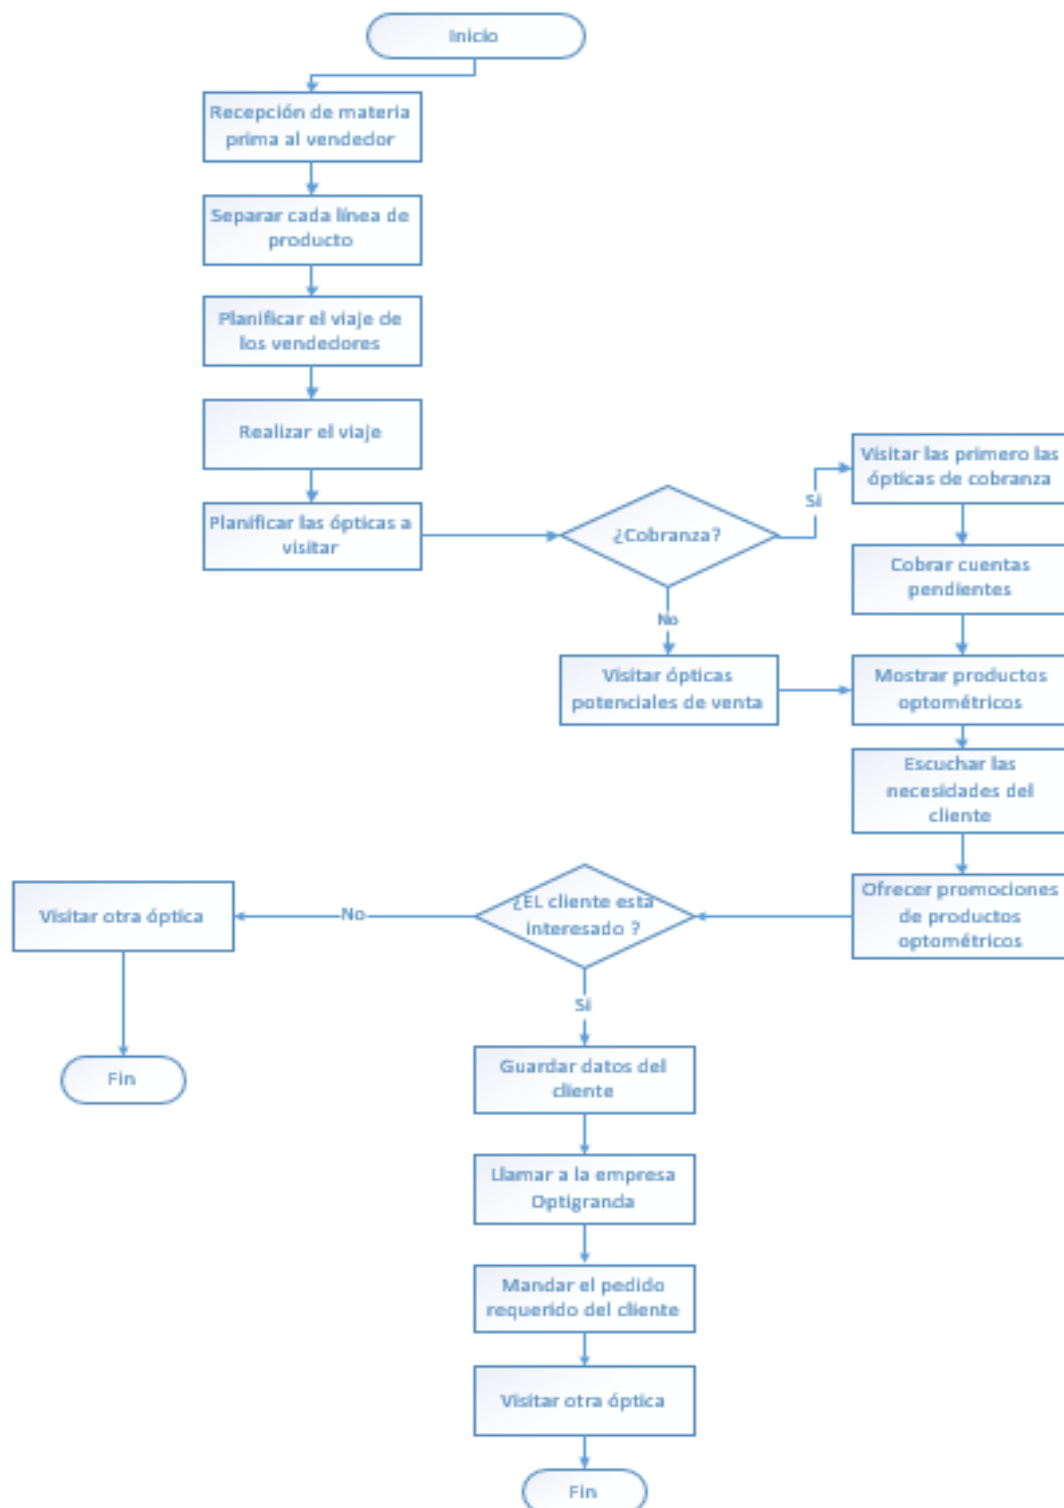 Inicio
Recepción de materia
prima al vendedor
Separar cada línea de
producto
Planificar el viaje de
los vendedores
Realizar el viaje
Planificar las ópticas a
visitar
¿Cobranza?
Si
Visitar las primero las
ópticas de cobranza
Cobrar cuentas
pendientes
No
Visitar ópticas
potenciales de venta
Mostrar productos
optométricos
Escuchar las
necesidades del
cliente
Ofrecer promociones
de productos
optométricos
¿EL cliente está
interesado ?
No
Visitar otra óptica
Fin
Si
Guardar datos del
cliente
Llamar a la empresa
Optigranda
Mandar el pedido
requerido del cliente
Visitar otra óptica
Fin